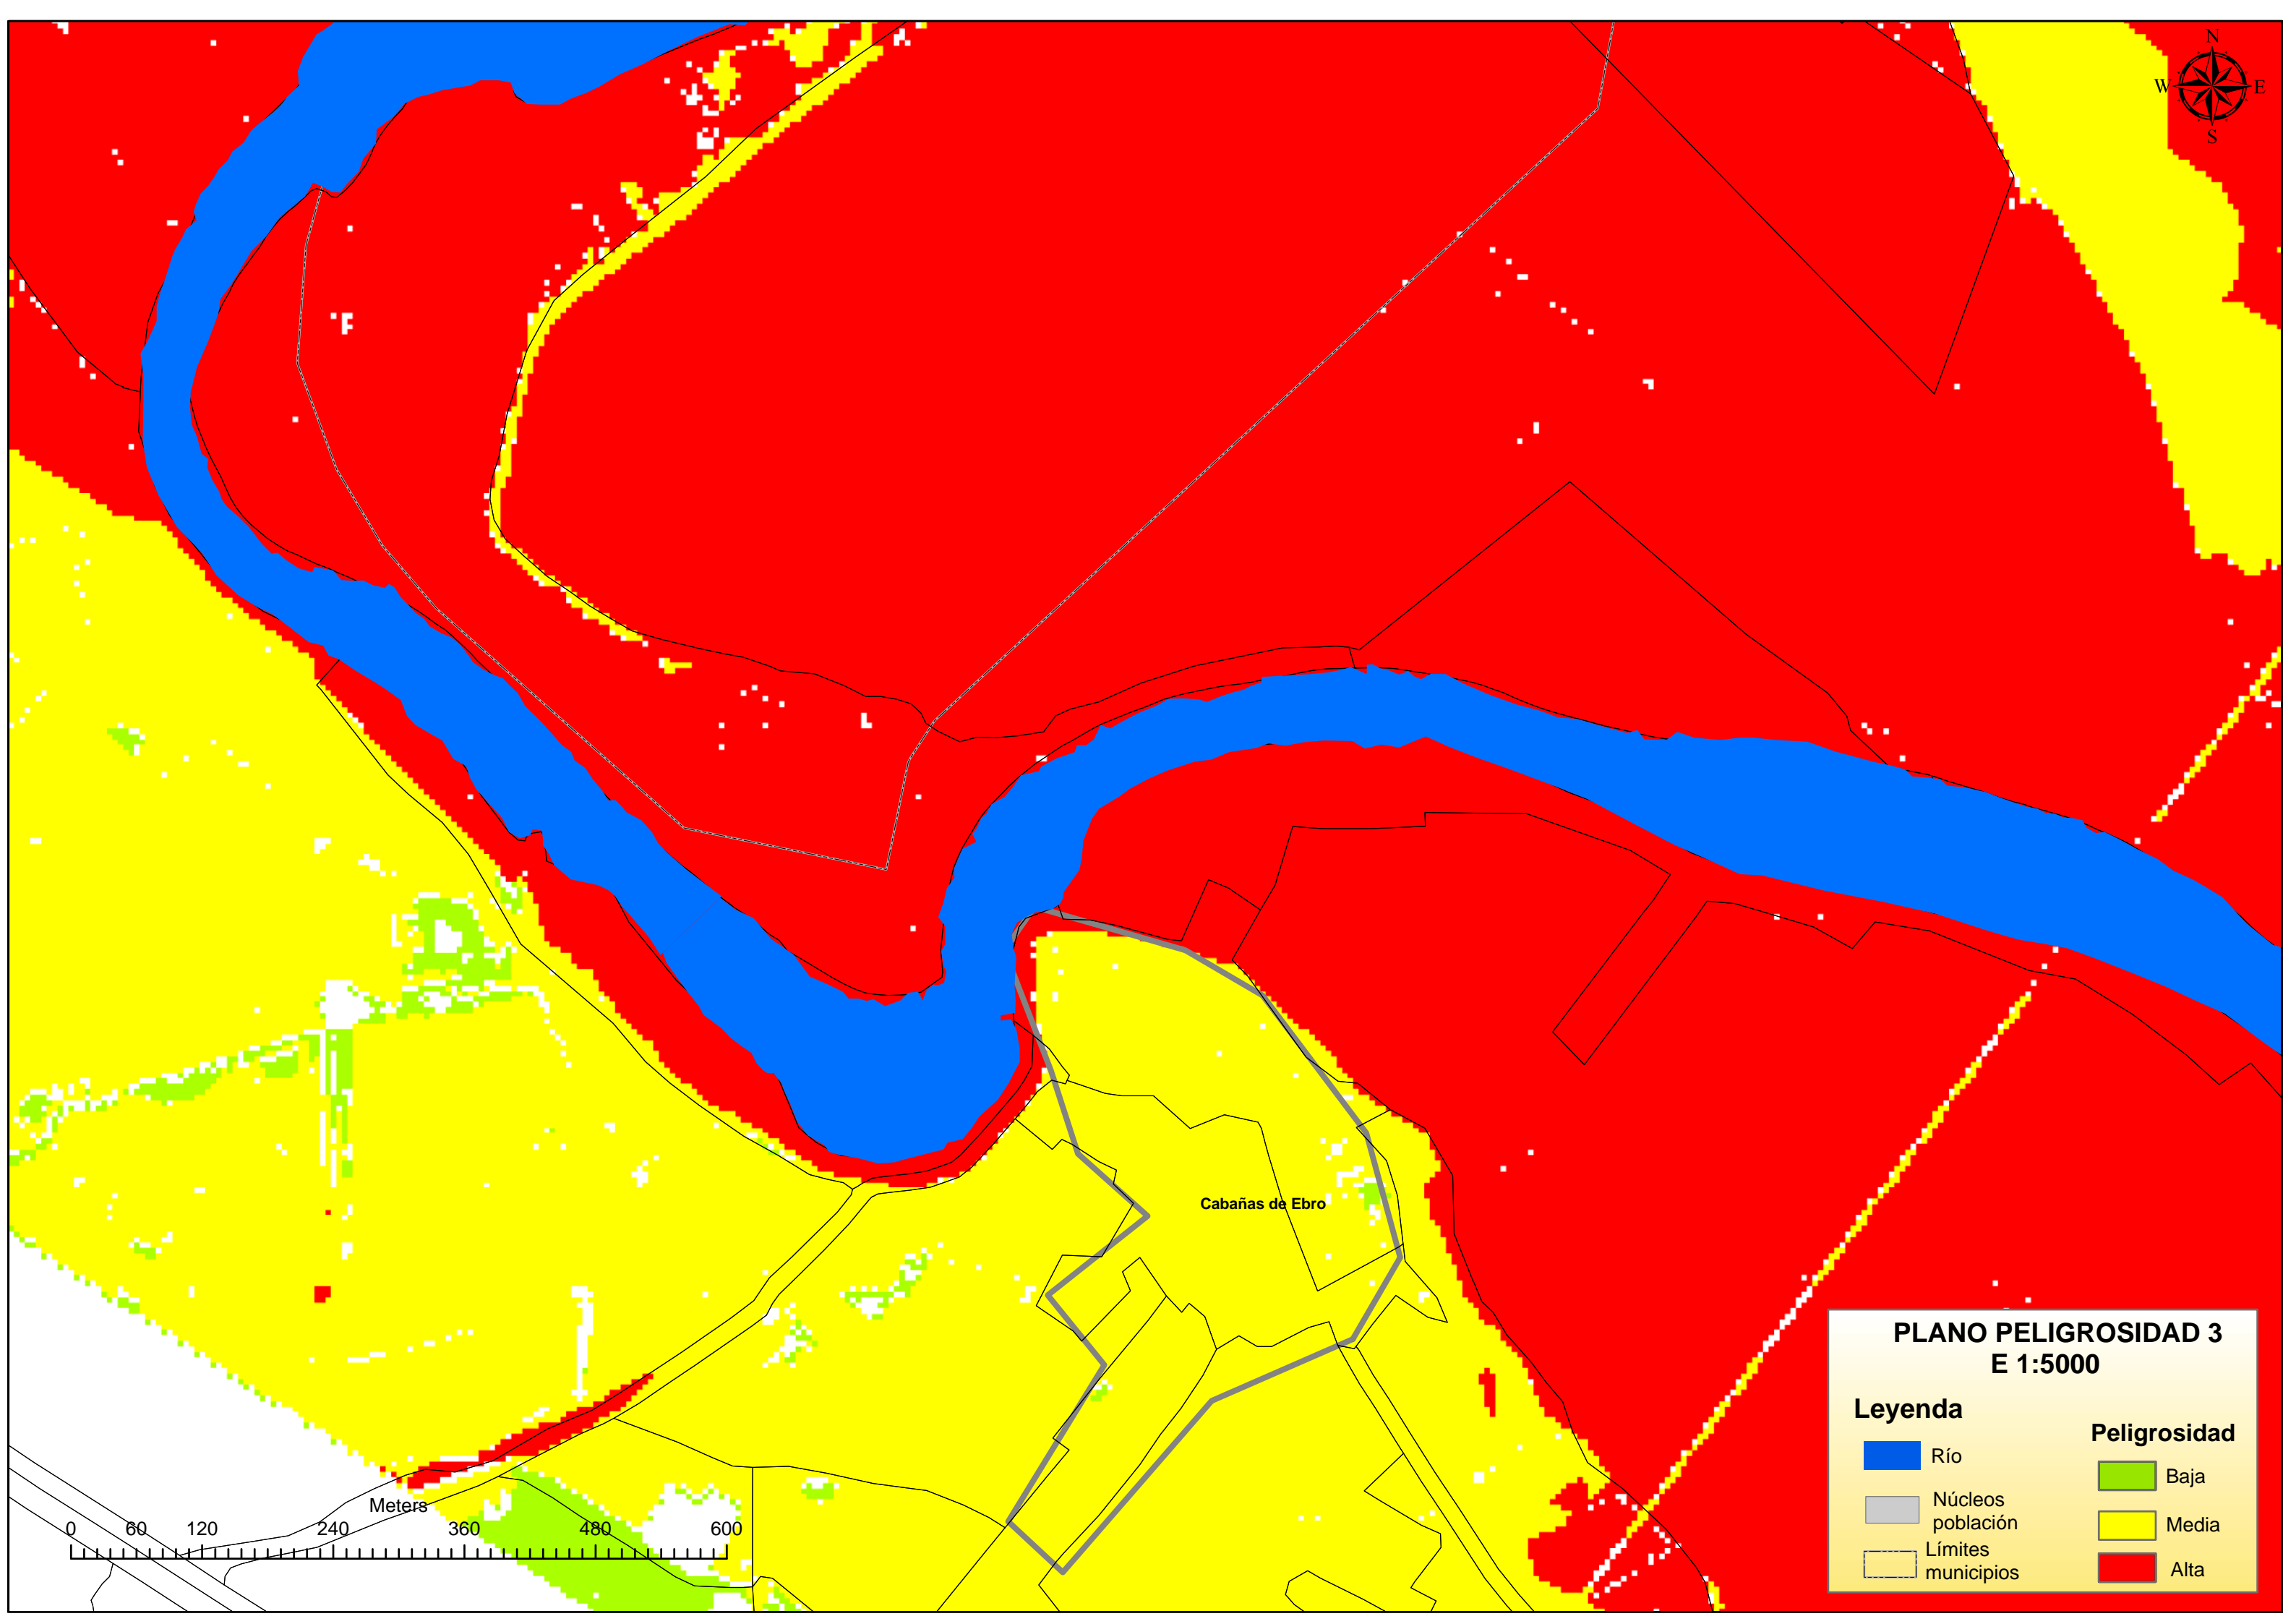 N
W E
S
Cabañas de Ebro
PLANO PELIGROSIDAD 3
E 1:5000
Leyenda
Río
Núcleos
población
Límites
municipios
Peligrosidad
Baja
Media
Alta
Meters
0 60 120 240 360 480 600